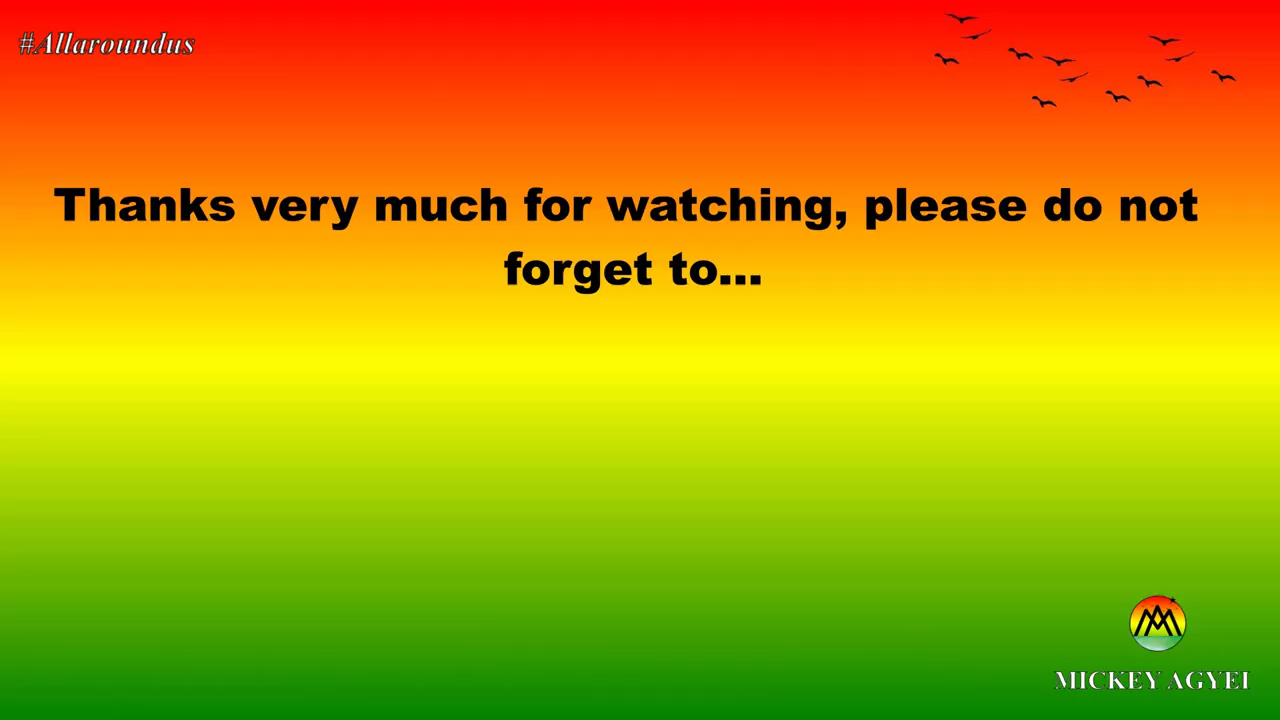 #Allaroundus
Thanks very much for watching, please do not
forget to...
MICKEY AGYEI